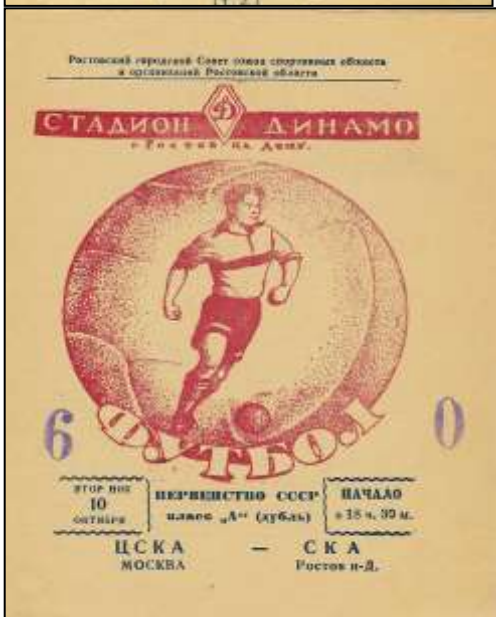 Ростовский городской Совет союза спортивных обществ
и организаций Ростовской области
СТАДИОН Д ДИНАМО
г. Ростов на Дону.
ФУТБОЛ
6 0
ВТОРНИК
10
ОКТЯБРЯ
ПЕРВЕНСТВО СССР
класс „А“ (дубль)
НАЧАЛО
в 18 ч. 30 м.
ЦСКА — СКА
МОСКВА Ростов н-Д.